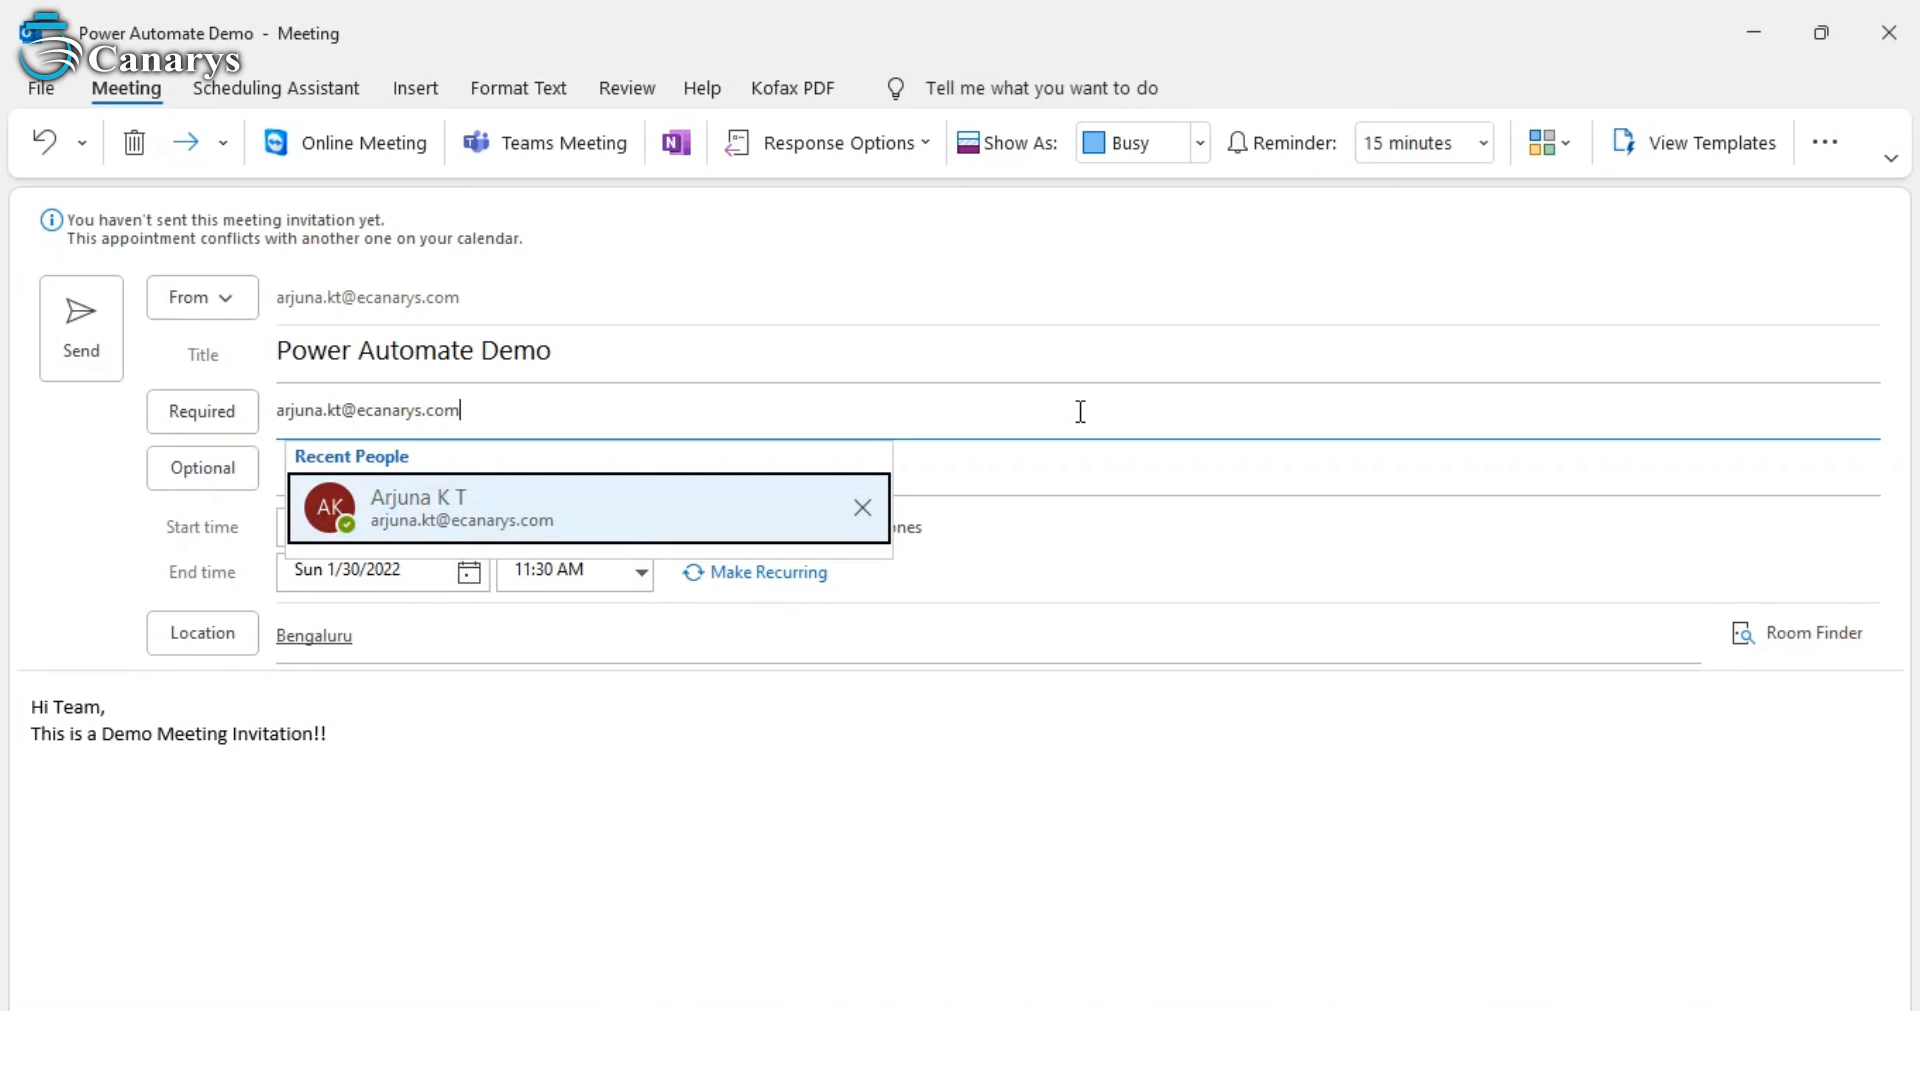 Power Automate Demo - Meeting
Canarys
File Meeting Scheduling Assistant Insert Format Text Review Help Kofax PDF Tell me what you want to do
Online Meeting Teams Meeting N Response Options Show As: Busy Reminder: 15 minutes View Templates ...
You haven't sent this meeting invitation yet.
This appointment conflicts with another one on your calendar.
From arjuna.kt@ecanarys.com
Send
Title Power Automate Demo
Required arjuna.kt@ecanarys.com
Recent People
Optional
AK Arjuna K T
arjuna.kt@ecanarys.com
Start time
End time Sun 1/30/2022 11:30 AM Make Recurring
Location Bengaluru Room Finder
Hi Team,
This is a Demo Meeting Invitation!!